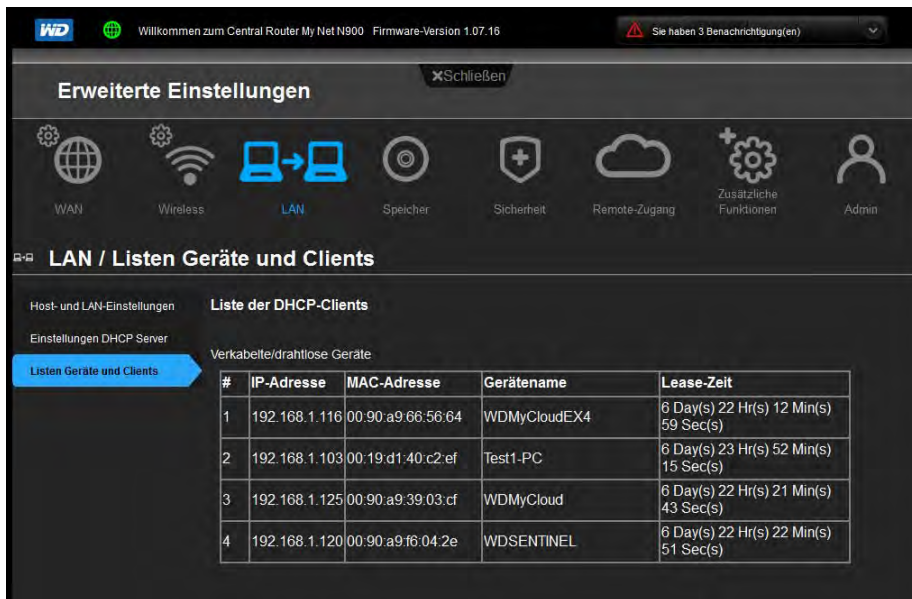 WD Willkommen zum Central Router My Net N900 Firmware-Version 1.07.16 Sie haben 3 Benachrichtigung(en)
Erweiterte Einstellungen
×Schließen
WAN
Wireless
LAN
Speicher
Sicherheit
Remote-Zugang
Zusätzliche
Funktionen
Admin
LAN / Listen Geräte und Clients
Host- und LAN-Einstellungen
Einstellungen DHCP Server
Listen Geräte und Clients
Liste der DHCP-Clients
Verkabelte/drahtlose Geräte
# IP-Adresse MAC-Adresse Gerätename Lease-Zeit
1 192.168.1.116 00:90:a9:66:56:64 WDMyCloudEX4 6 Day(s) 22 Hr(s) 12 Min(s)
59 Sec(s)
2 192.168.1.103 00:19:d1:40:c2:ef Test1-PC 6 Day(s) 23 Hr(s) 52 Min(s)
15 Sec(s)
3 192.168.1.125 00:90:a9:39:03:cf WDMyCloud 6 Day(s) 22 Hr(s) 21 Min(s)
43 Sec(s)
4 192.168.1.120 00:90:a9:f6:04:2e WDSENTINEL 6 Day(s) 22 Hr(s) 22 Min(s)
51 Sec(s)